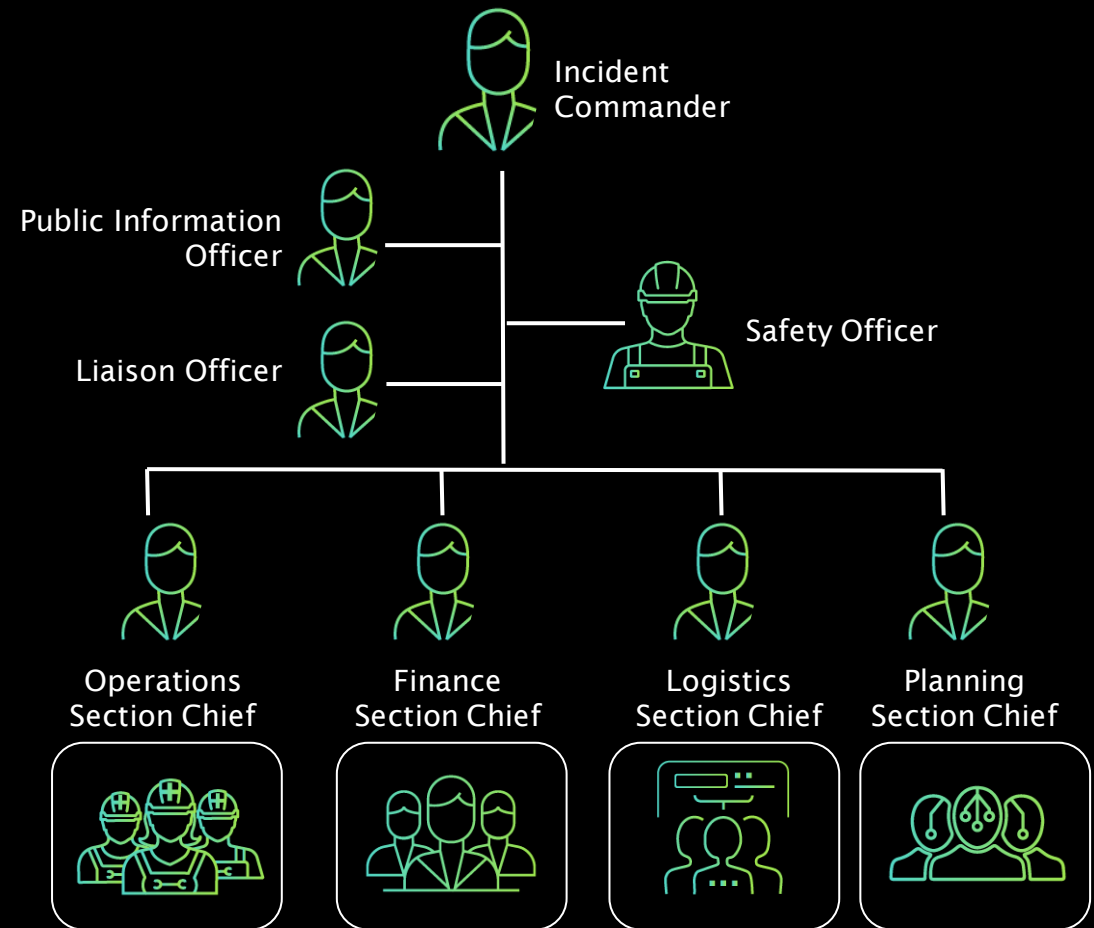 Incident
Commander
Public Information
Officer
Safety Officer
Liaison Officer
Operations
Section Chief
Finance
Section Chief
Logistics
Section Chief
Planning
Section Chief